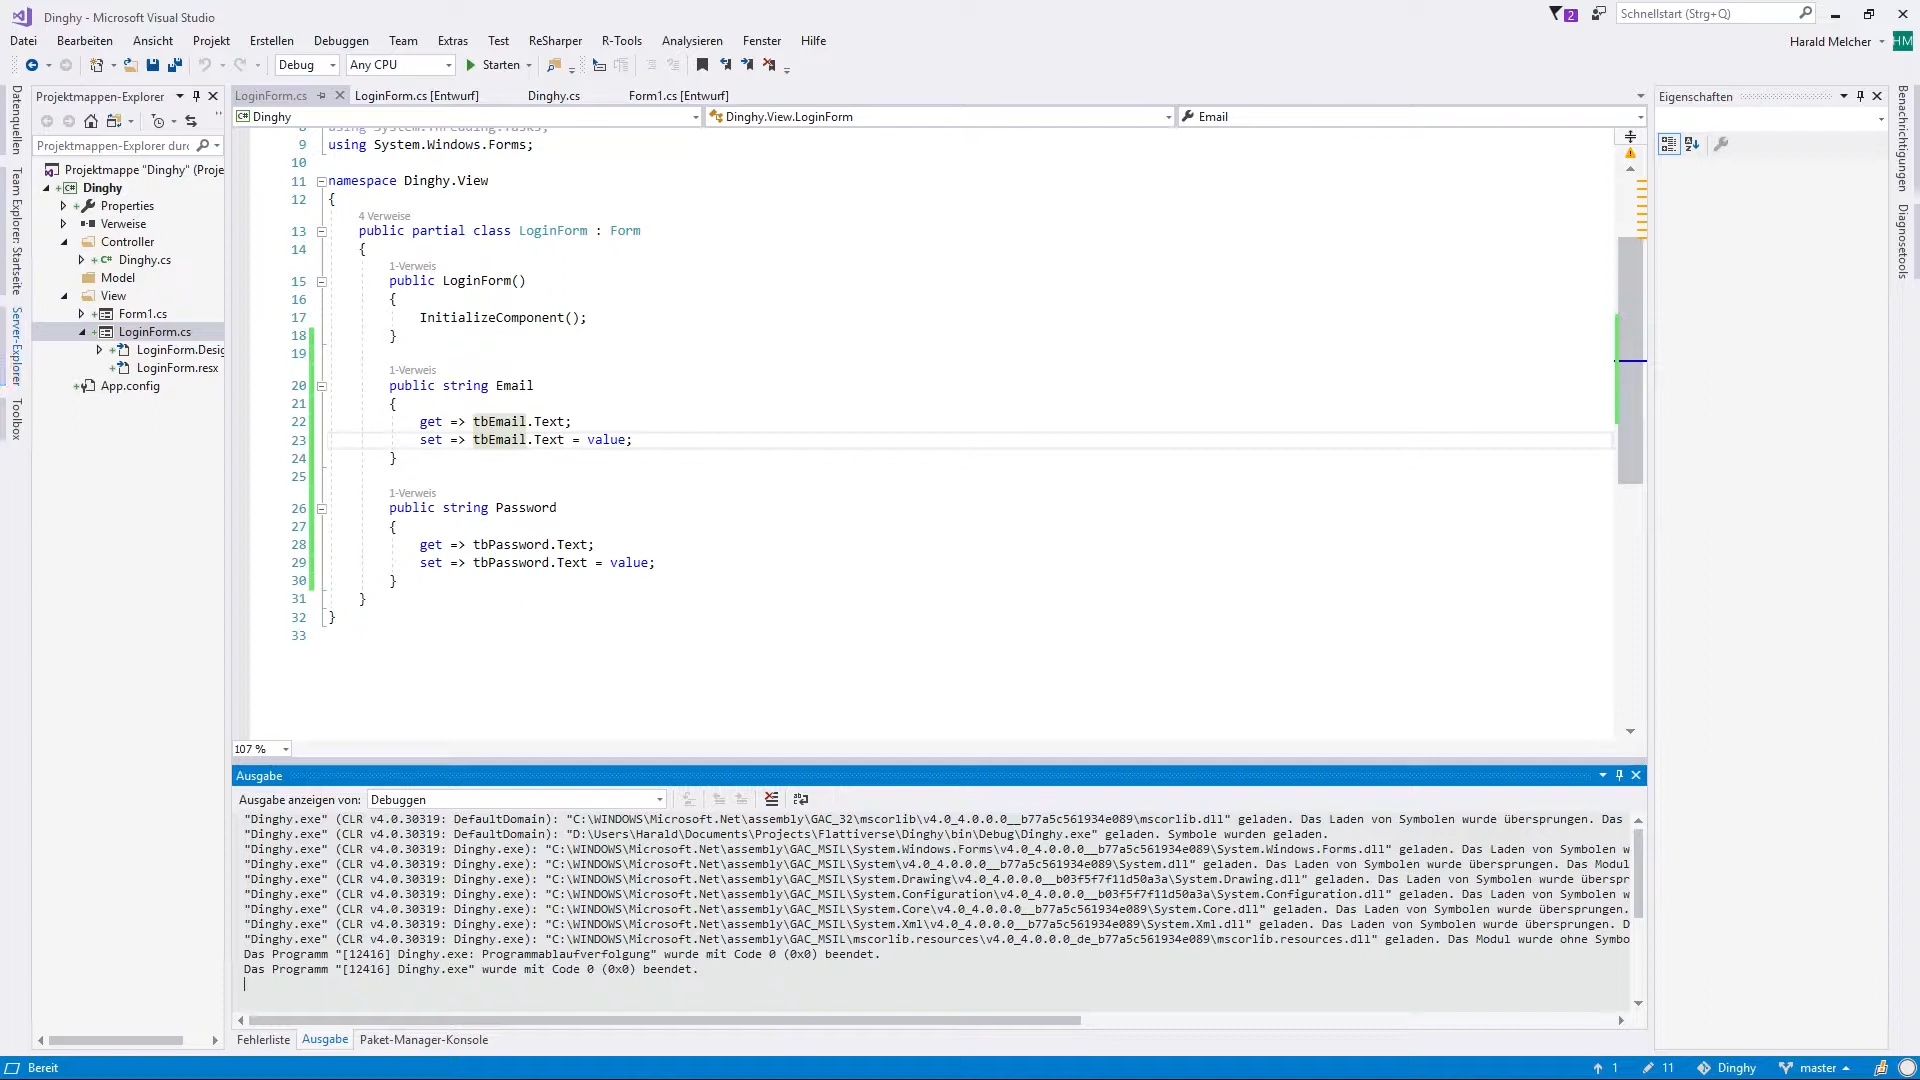 Dinghy - Microsoft Visual Studio
2
Schnellstart (Strg+Q)
Datei Bearbeiten Ansicht Projekt Erstellen Debuggen Team Extras Test ReSharper R-Tools Analysieren Fenster Hilfe
Harald Melcher HM
Debug Any CPU Starten
Datenquellen
Team Explorer: Startseite
Server-Explorer
Toolbox
Projektmappen-Explorer
Projektmappe "Dinghy" (Proje
Dinghy
Properties
Verweise
Controller
Dinghy.cs
Model
View
Form1.cs
LoginForm.cs
LoginForm.Desig
LoginForm.resx
App.config
LoginForm.cs LoginForm.cs [Entwurf] Dinghy.cs Form1.cs [Entwurf]
Dinghy Dinghy.View.LoginForm Email
8 using System.Threading.Tasks;
9 using System.Windows.Forms;
10
11 namespace Dinghy.View
12 {
4 Verweise
13 public partial class LoginForm : Form
14 {
1-Verweis
15 public LoginForm()
16 {
17 InitializeComponent();
18 }
19
1-Verweis
20 public string Email
21 {
22 get => tbEmail.Text;
23 set => tbEmail.Text = value;
24 }
25
1-Verweis
26 public string Password
27 {
28 get => tbPassword.Text;
29 set => tbPassword.Text = value;
30 }
31 }
32 }
33
107 %
Eigenschaften
Benachrichtigungen
Diagnosetools
Ausgabe
Ausgabe anzeigen von: Debuggen
"Dinghy.exe" (CLR v4.0.30319: DefaultDomain): "C:\WINDOWS\Microsoft.Net\assembly\GAC_32\mscorlib\v4.0_4.0.0.0__b77a5c561934e089\mscorlib.dll" geladen. Das Laden von Symbolen wurde übersprungen. Das
"Dinghy.exe" (CLR v4.0.30319: DefaultDomain): "D:\Users\Harald\Documents\Projects\Flattiverse\Dinghy\bin\Debug\Dinghy.exe" geladen. Symbole wurden geladen.
"Dinghy.exe" (CLR v4.0.30319: Dinghy.exe): "C:\WINDOWS\Microsoft.Net\assembly\GAC_MSIL\System.Windows.Forms\v4.0_4.0.0.0__b77a5c561934e089\System.Windows.Forms.dll" geladen. Das Laden von Symbolen w
"Dinghy.exe" (CLR v4.0.30319: Dinghy.exe): "C:\WINDOWS\Microsoft.Net\assembly\GAC_MSIL\System\v4.0_4.0.0.0__b77a5c561934e089\System.dll" geladen. Das Laden von Symbolen wurde übersprungen. Das Modul
"Dinghy.exe" (CLR v4.0.30319: Dinghy.exe): "C:\WINDOWS\Microsoft.Net\assembly\GAC_MSIL\System.Drawing\v4.0_4.0.0.0__b03f5f7f11d50a3a\System.Drawing.dll" geladen. Das Laden von Symbolen wurde überspr
"Dinghy.exe" (CLR v4.0.30319: Dinghy.exe): "C:\WINDOWS\Microsoft.Net\assembly\GAC_MSIL\System.Configuration\v4.0_4.0.0.0__b03f5f7f11d50a3a\System.Configuration.dll" geladen. Das Laden von Symbolen w
"Dinghy.exe" (CLR v4.0.30319: Dinghy.exe): "C:\WINDOWS\Microsoft.Net\assembly\GAC_MSIL\System.Core\v4.0_4.0.0.0__b77a5c561934e089\System.Core.dll" geladen. Das Laden von Symbolen wurde übersprungen.
"Dinghy.exe" (CLR v4.0.30319: Dinghy.exe): "C:\WINDOWS\Microsoft.Net\assembly\GAC_MSIL\System.Xml\v4.0_4.0.0.0__b77a5c561934e089\System.Xml.dll" geladen. Das Laden von Symbolen wurde übersprungen. D
"Dinghy.exe" (CLR v4.0.30319: Dinghy.exe): "C:\WINDOWS\Microsoft.Net\assembly\GAC_MSIL\mscorlib.resources\v4.0_4.0.0.0_de_b77a5c561934e089\mscorlib.resources.dll" geladen. Das Modul wurde ohne Symbo
Das Programm "[12416] Dinghy.exe: Programmablaufverfolgung" wurde mit Code 0 (0x0) beendet.
Das Programm "[12416] Dinghy.exe" wurde mit Code 0 (0x0) beendet.
Fehlerliste Ausgabe Paket-Manager-Konsole
Bereit 1 11 Dinghy master